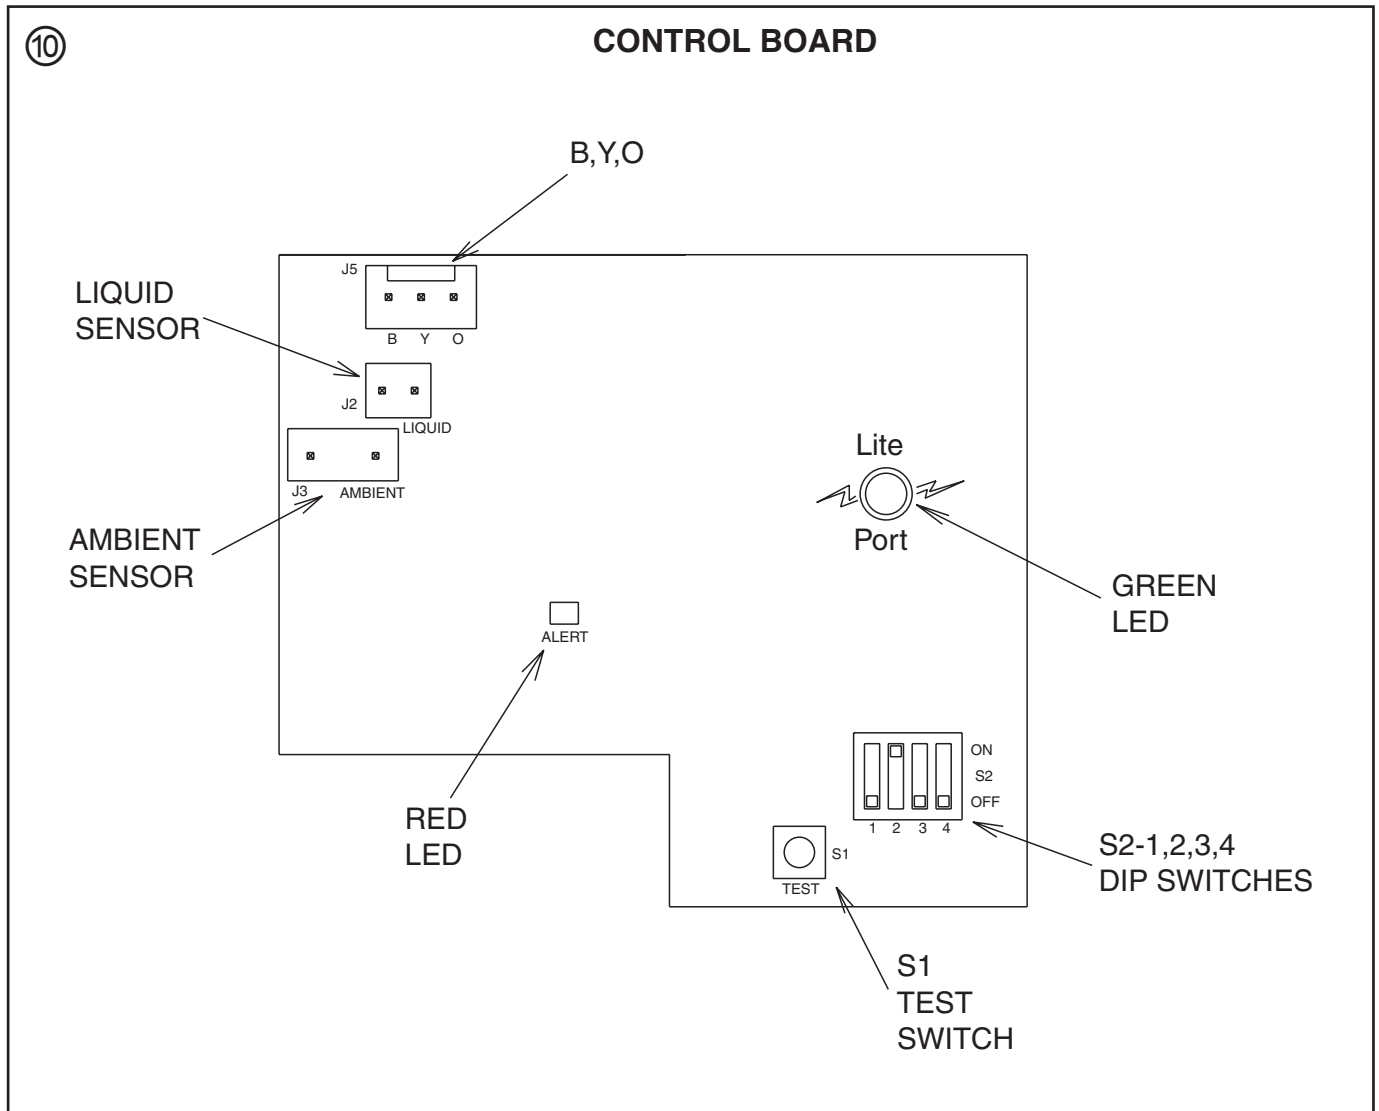 ⑩
CONTROL BOARD
B,Y,O
J5
B Y O
LIQUID
SENSOR
J2
LIQUID
J3 AMBIENT
AMBIENT
SENSOR
Lite
Port
GREEN
LED
ALERT
RED
LED
ON
S2
OFF
1 2 3 4
S2-1,2,3,4
DIP SWITCHES
S1
TEST
S1
TEST
SWITCH